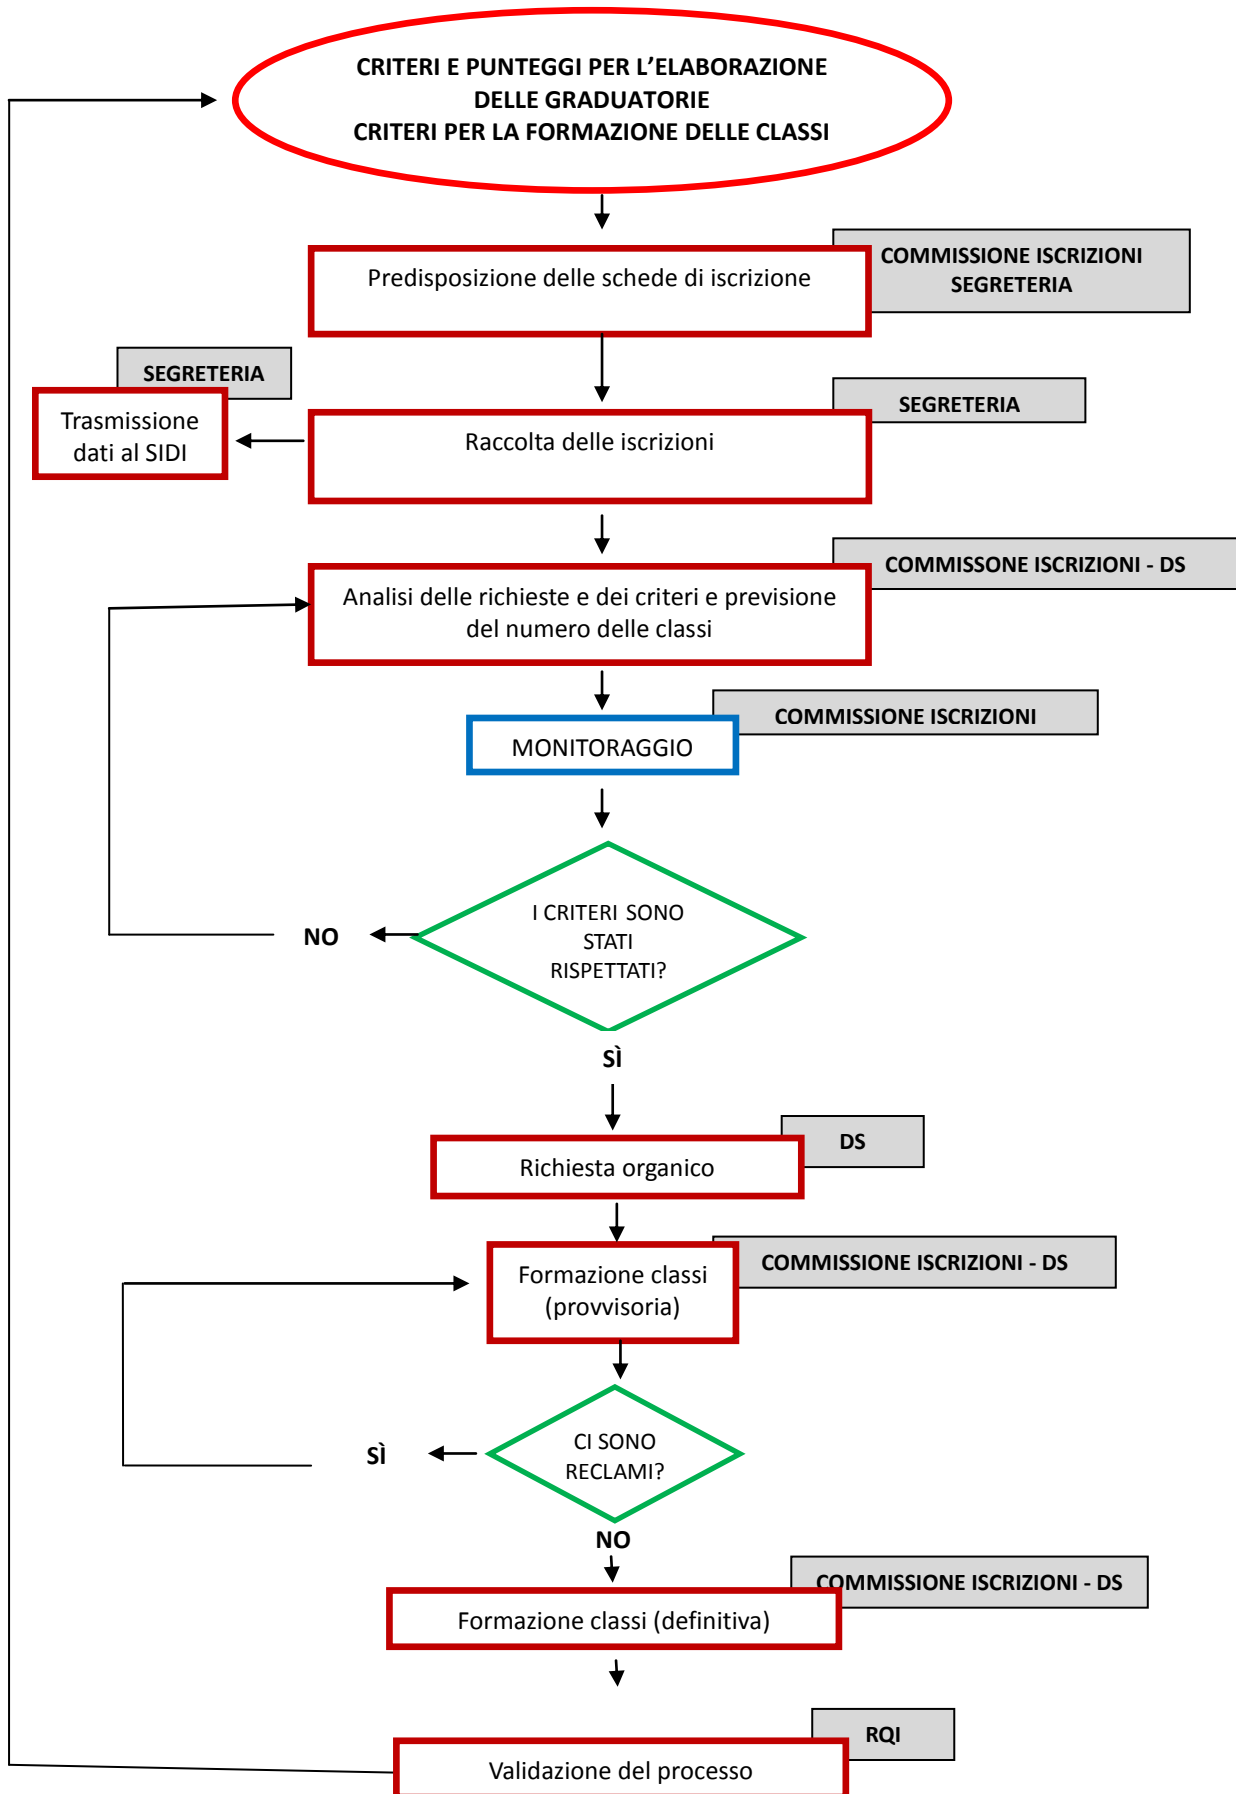 CRITERI E PUNTEGGI PER L’ELABORAZIONE
DELLE GRADUATORIE
CRITERI PER LA FORMAZIONE DELLE CLASSI
COMMISSIONE ISCRIZIONI
SEGRETERIA
Predisposizione delle schede di iscrizione
SEGRETERIA
Trasmissione
dati al SIDI
SEGRETERIA
Raccolta delle iscrizioni
COMMISSONE ISCRIZIONI - DS
Analisi delle richieste e dei criteri e previsione
del numero delle classi
COMMISSIONE ISCRIZIONI
MONITORAGGIO
I CRITERI SONO
STATI
RISPETTATI?
NO
SÌ
DS
Richiesta organico
COMMISSIONE ISCRIZIONI - DS
Formazione classi
(provvisoria)
CI SONO
RECLAMI?
SÌ
NO
COMMISSIONE ISCRIZIONI - DS
Formazione classi (definitiva)
RQI
Validazione del processo